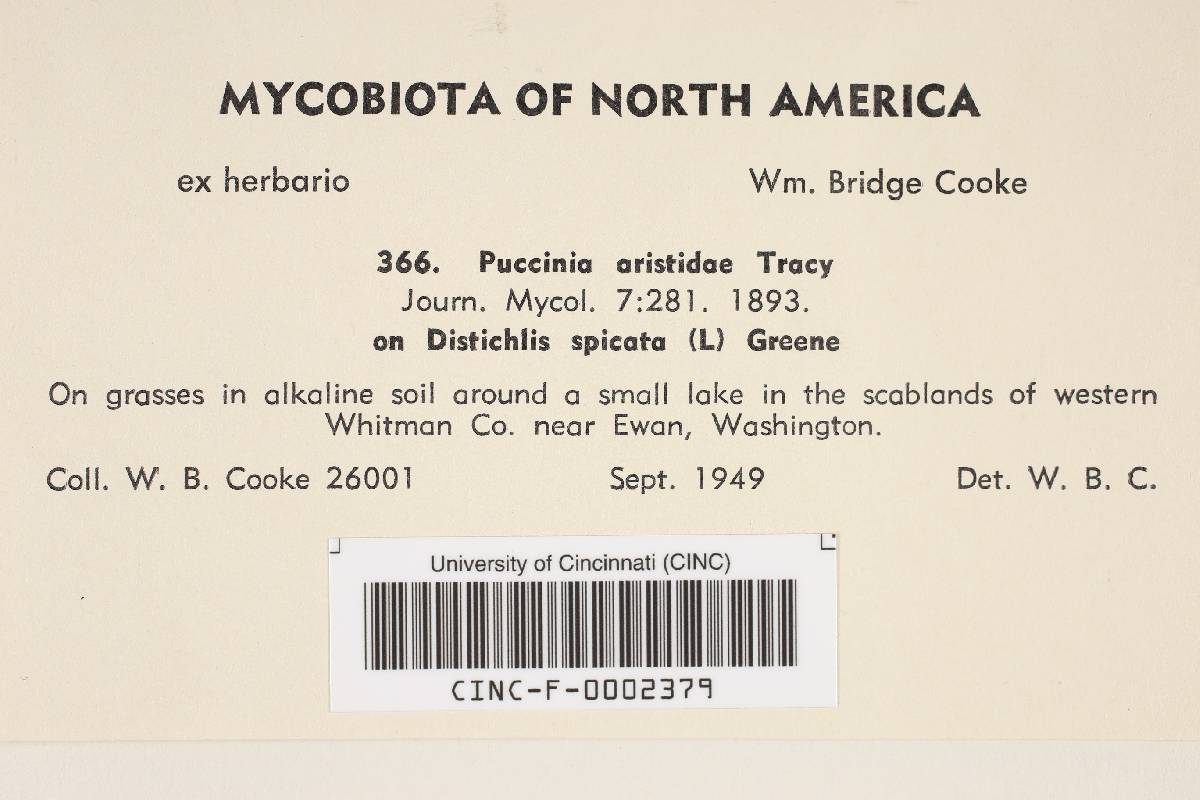 MYCOBIOTA OF NORTH AMERICA
ex herbario Wm. Bridge Cooke
366. Puccinia aristidae Tracy
Journ. Mycol. 7:281. 1893.
on Distichlis spicata (L) Greene
On grasses in alkaline soil around a small lake in the scablands of western
Whitman Co. near Ewan, Washington.
Coll. W. B. Cooke 26001 Sept. 1949 Det. W. B. C.
University of Cincinnati (CINC)
CINC-F-0002379